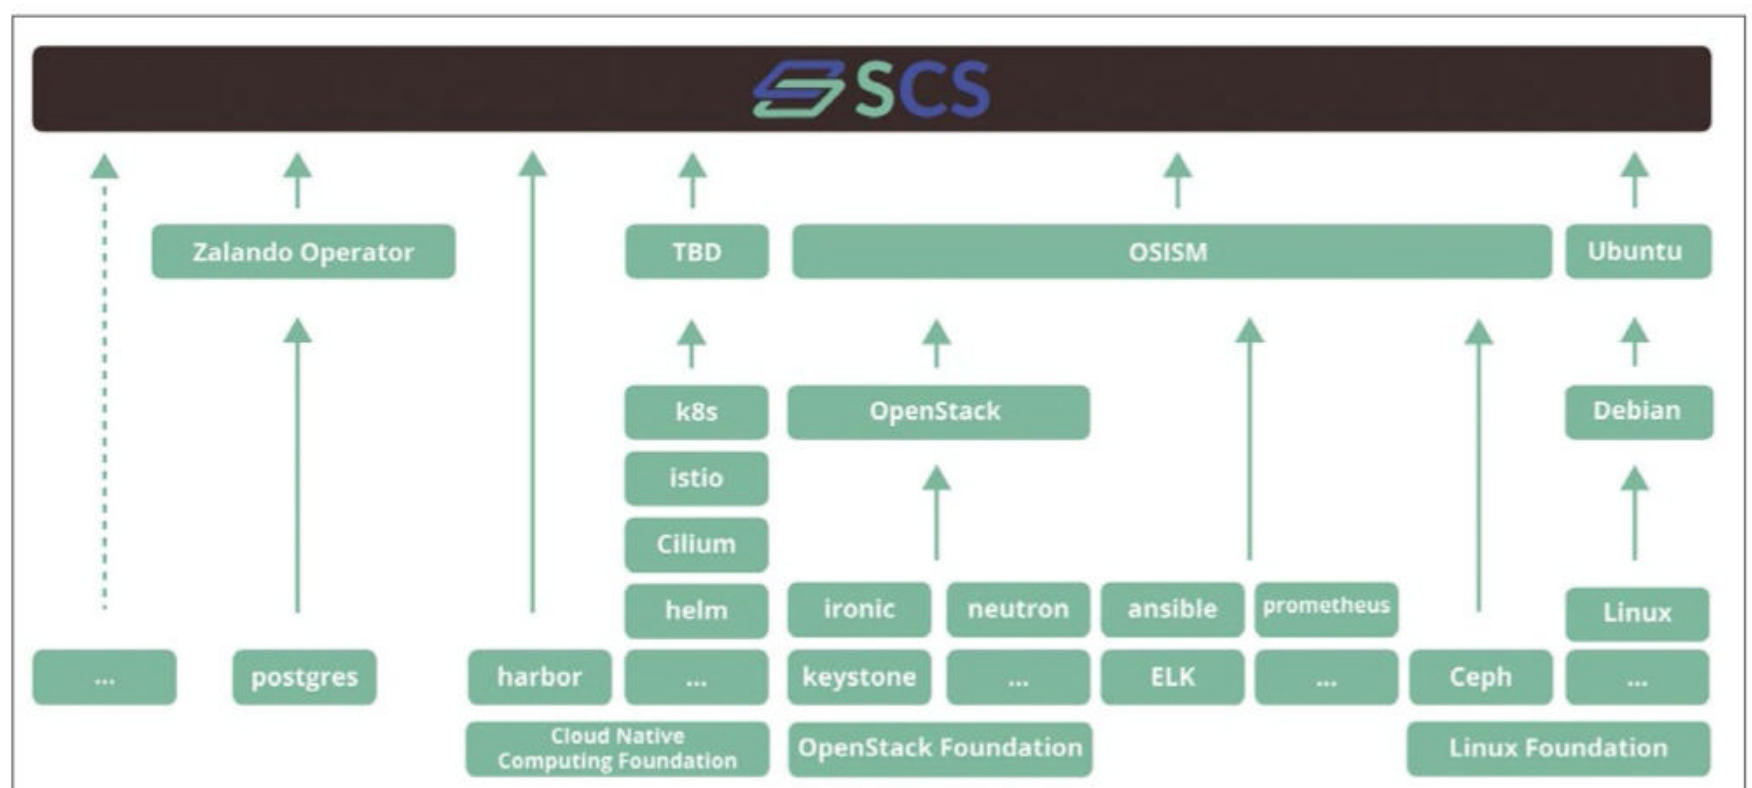 SCS
Zalando Operator
TBD
OSISM
Ubuntu
k8s
OpenStack
Debian
istio
Cilium
helm
ironic
neutron
ansible
prometheus
Linux
...
postgres
harbor
...
keystone
...
ELK
...
Ceph
...
Cloud Native
Computing Foundation
OpenStack Foundation
Linux Foundation